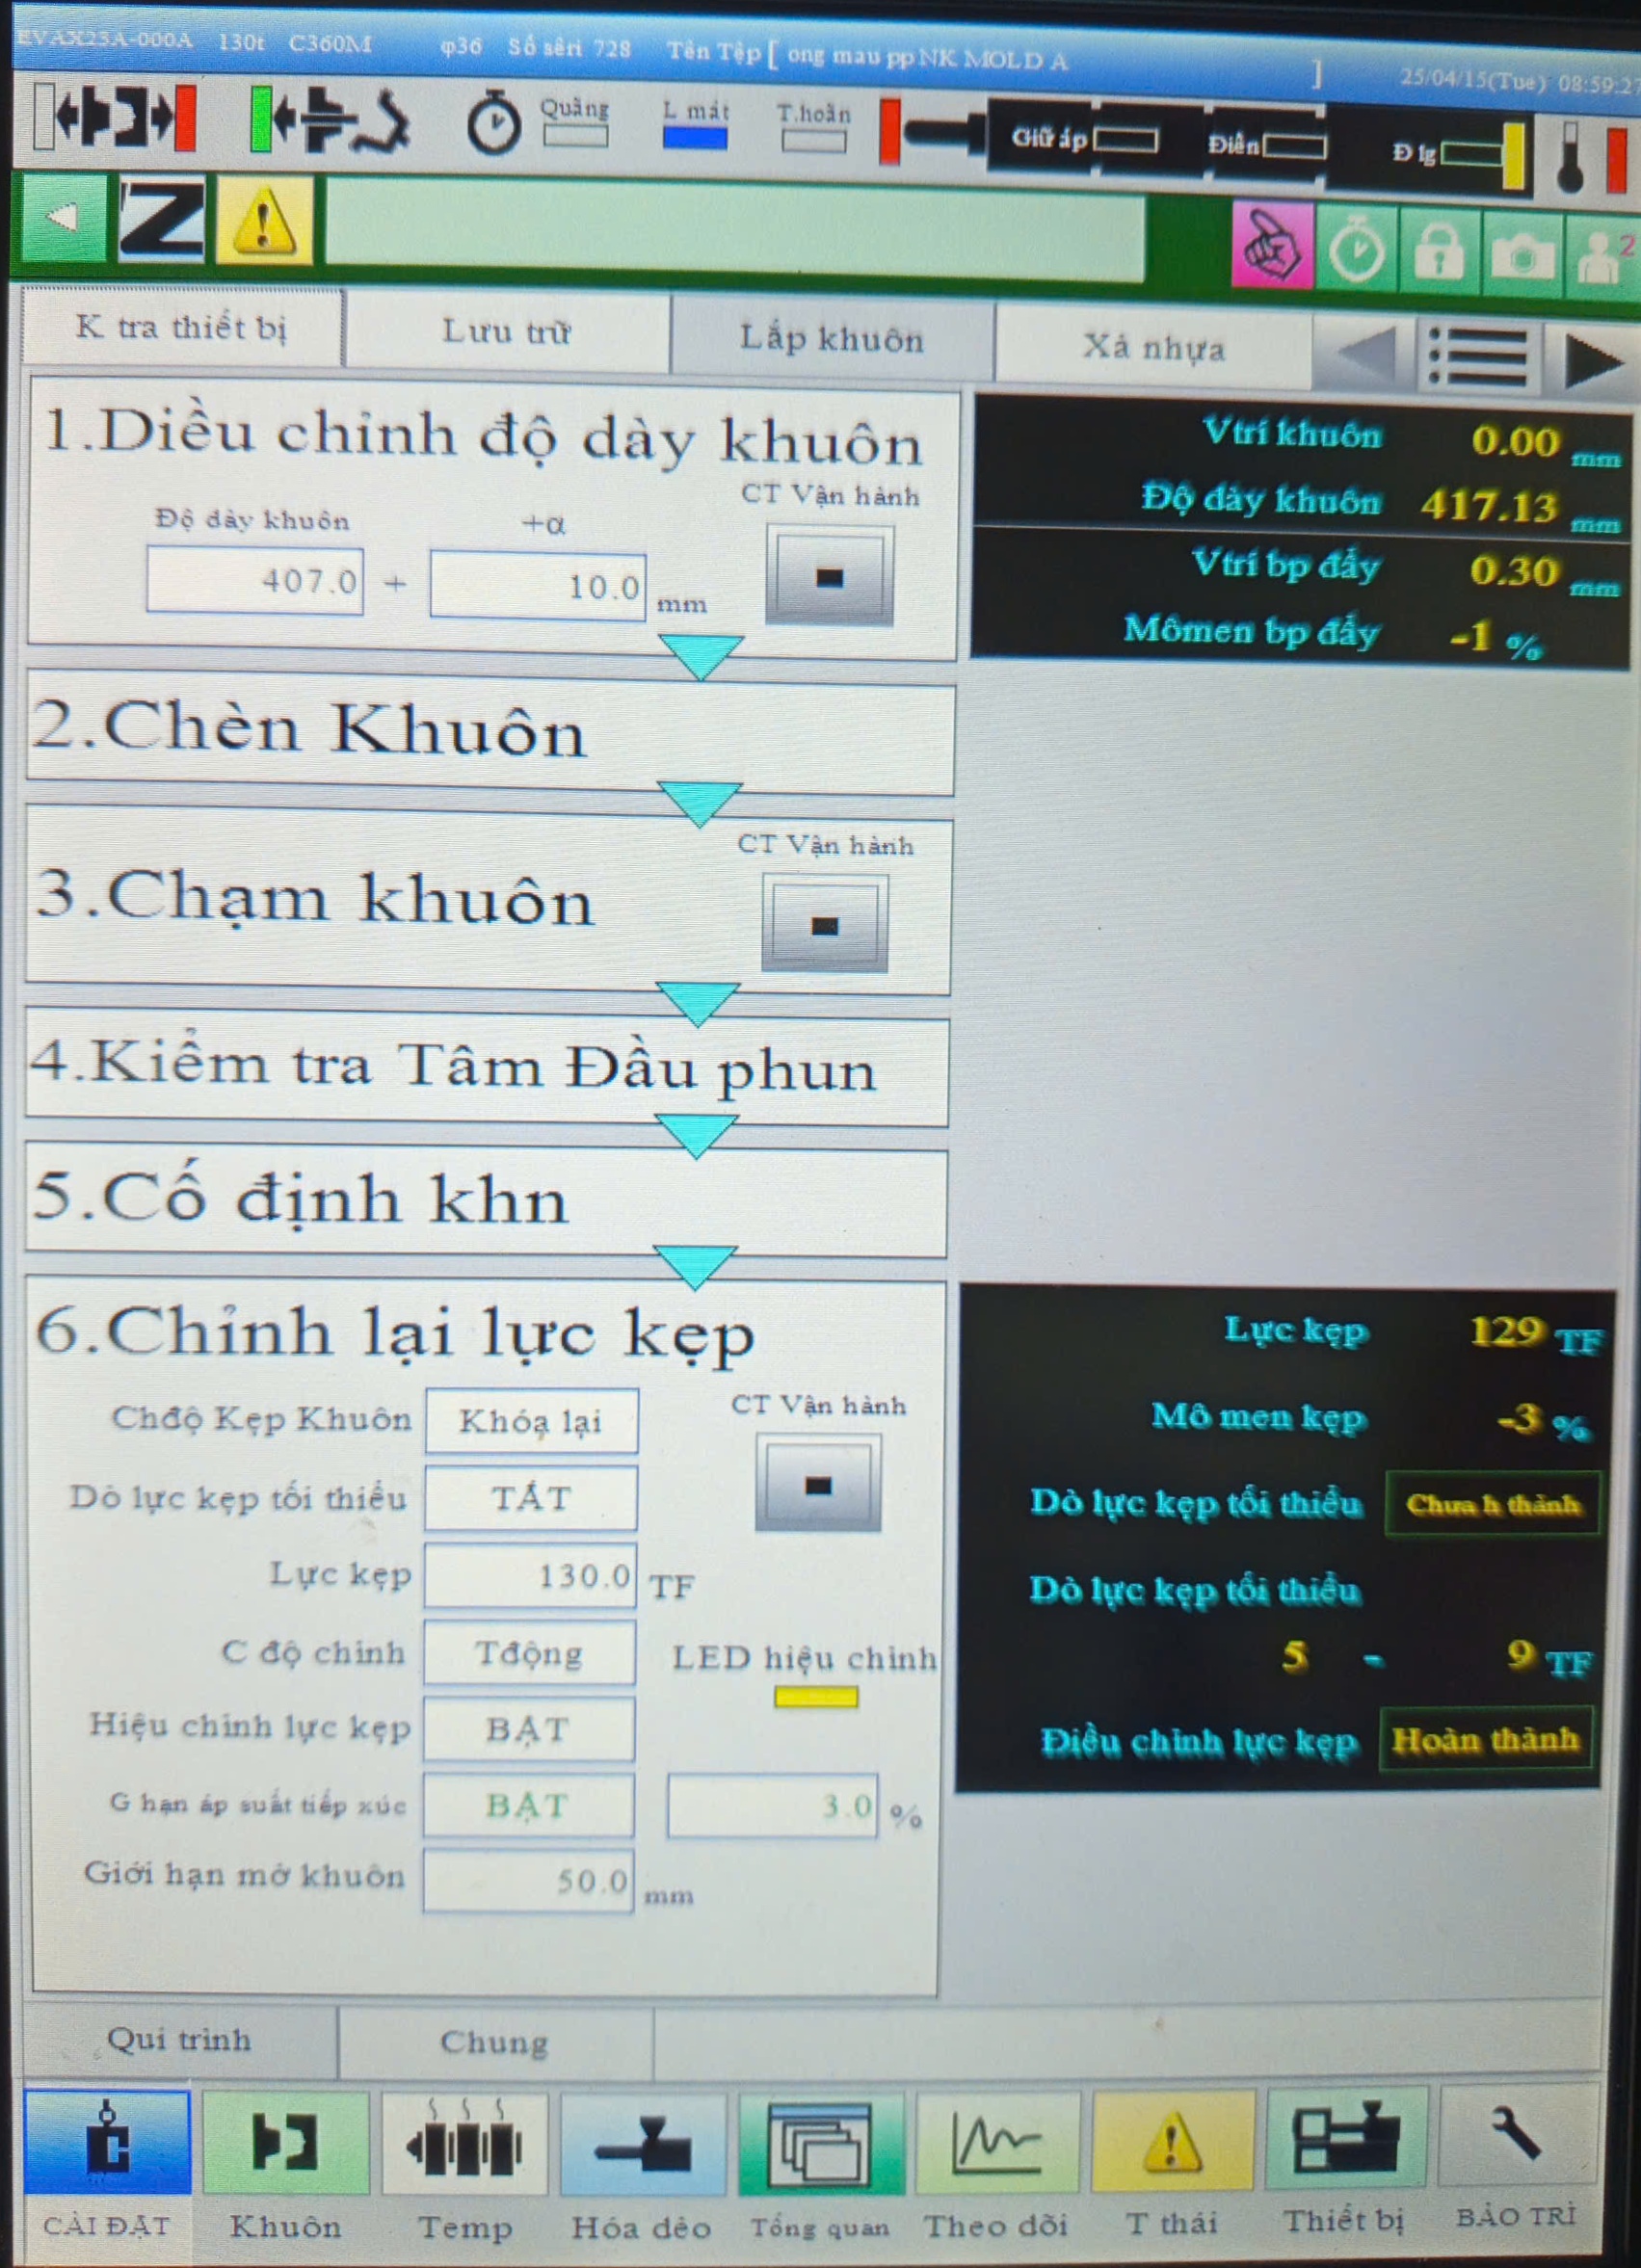 EVAX23A-000A 130t C360M φ36 Số sêri 728 Tên Tệp [ ong mau pp NK MOLD A ] 25/04/15(Tue) 08:59:27
Quảng L mát T.hoãn Giữ áp Điền Đ lg
2
K tra thiết bị Lưu trữ Lắp khuôn Xả nhựa
1.Diều chỉnh độ dày khuôn
CT Vận hành
Độ dày khuôn +α
407.0 + 10.0 mm
Vtrí khuôn 0.00 mm
Độ dày khuôn 417.13 mm
Vtrí bp đẩy 0.30 mm
Mômen bp đẩy -1 %
2.Chèn Khuôn
CT Vận hành
3.Chạm khuôn
4.Kiểm tra Tâm Đầu phun
5.Cố định khn
6.Chỉnh lại lực kẹp
Chđộ Kẹp Khuôn Khóạ lại CT Vận hành
Dò lực kẹp tối thiểu TẮT
Lực kẹp 130.0 TF
C độ chỉnh Tđộng LED hiệu chỉnh
Hiệu chỉnh lực kẹp BẬT
G hạn áp suất tiếp xúc BẬT 3.0 %
Giới hạn mở khuôn 50.0 mm
Lực kẹp 129 TF
Mô men kẹp -3 %
Dò lực kẹp tối thiểu Chưa h thành
Dò lực kẹp tối thiểu
5 - 9 TF
Điều chỉnh lực kẹp Hoàn thành
Qui trình Chung
CÀI ĐẶT Khuôn Temp Hóa dẻo Tổng quan Theo dõi T thái Thiết bị BẢO TRÌ